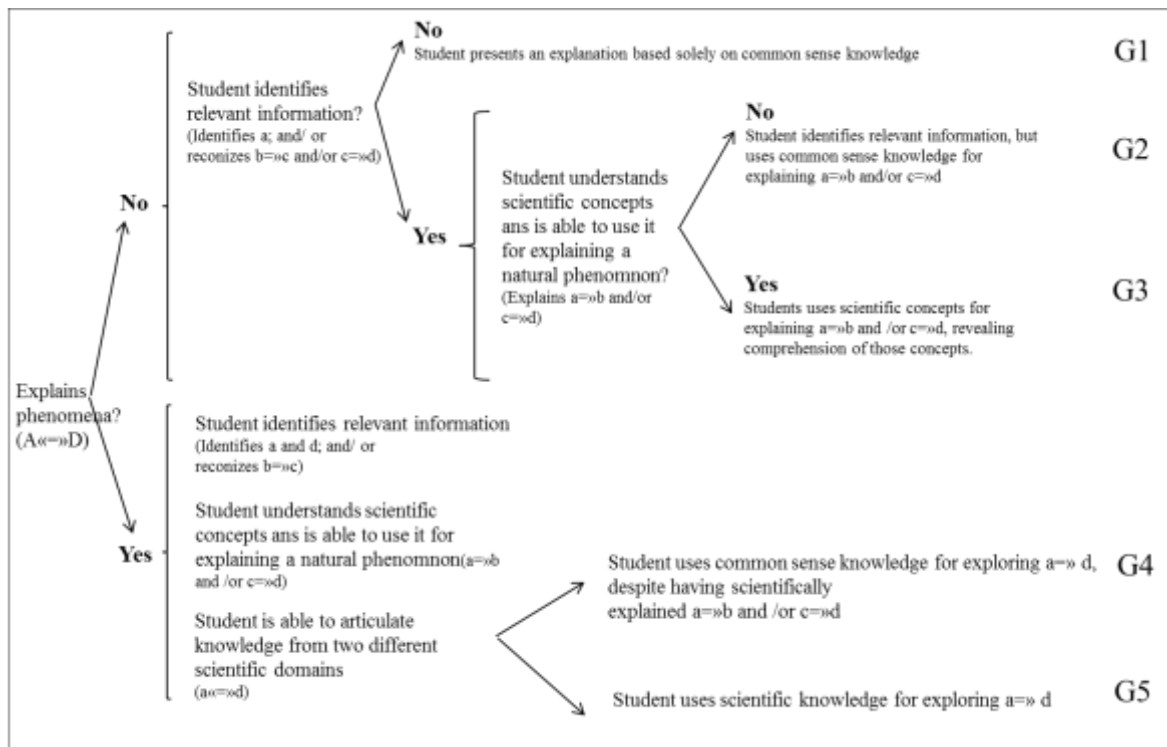 No
Student presents an explanation based solely on common sense knowledge
G1
Student identifies
relevant information?
(Identifies a; and/ or
reconizes b=»c and/or c=»d)
No
Student identifies relevant information, but
uses common sense knowledge for
explaining a=»b and/or c=»d
G2
Student understands
scientific concepts
ans is able to use it
for explaining a
natural phenomnon?
(Explains a=»b and/or
c=»d)
No
Yes
Yes
Students uses scientific concepts for
explaining a=»b and /or c=»d, revealing
comprehension of those concepts.
G3
Explains
phenomena?
(A«=»D)
Student identifies relevant information
(Identifies a and d; and/ or
reconizes b=»c)
Yes
Student understands scientific
concepts ans is able to use it for
explaining a natural phenomnon(a=»b
and /or c=»d)
Student uses common sense knowledge for exploring a=» d,
despite having scientifically
explained a=»b and /or c=»d
G4
Student is able to articulate
knowledge from two different
scientific domains
(a«=»d)
Student uses scientific knowledge for exploring a=» d
G5